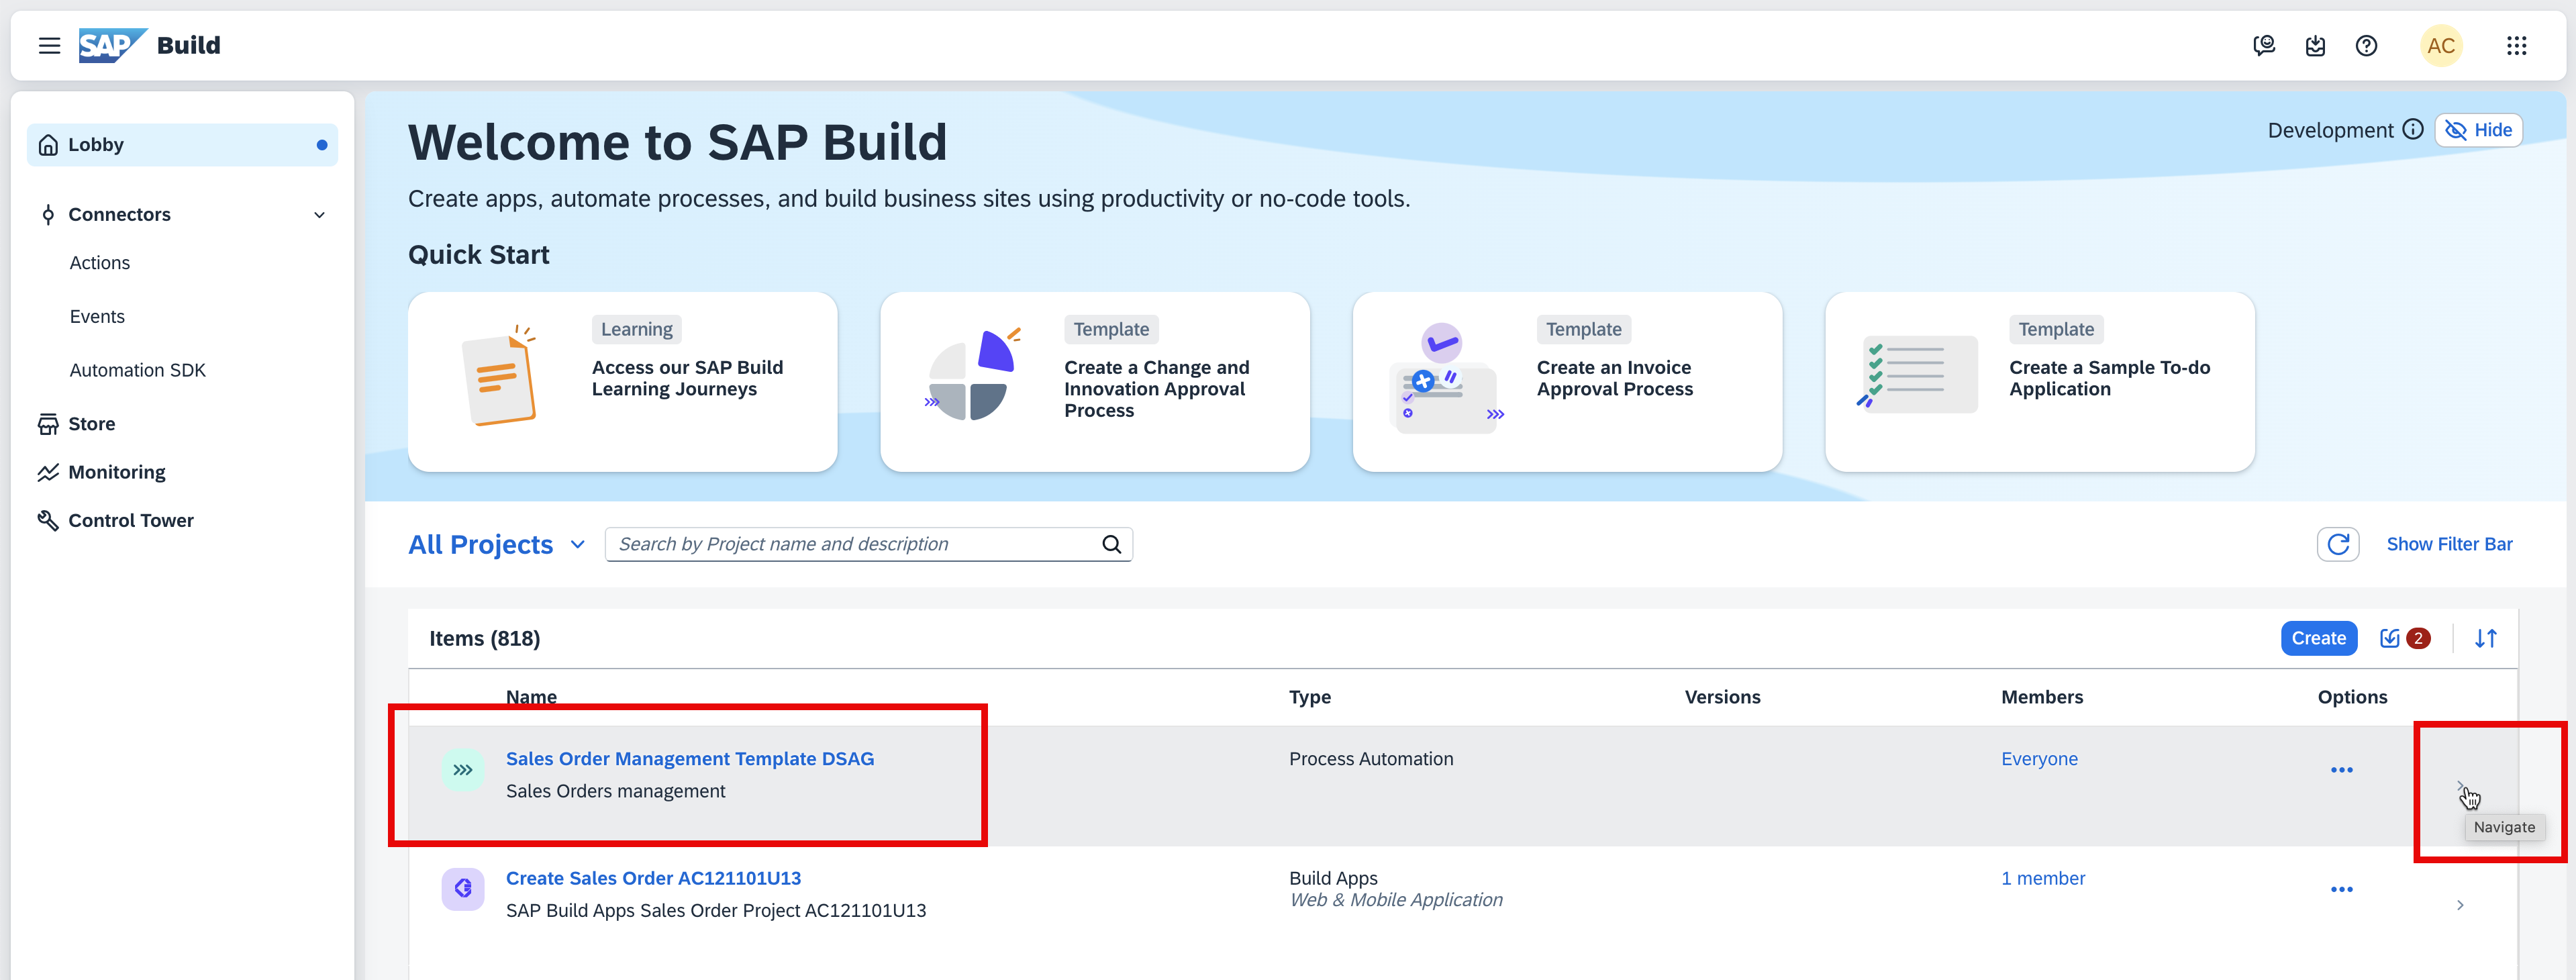 SAP Build
AC
Lobby
Connectors
Actions
Events
Automation SDK
Store
Monitoring
Control Tower
Welcome to SAP Build
Development
Hide
Create apps, automate processes, and build business sites using productivity or no-code tools.
Quick Start
Learning
Access our SAP Build
Learning Journeys
Template
Create a Change and
Innovation Approval
Process
Template
Create an Invoice
Approval Process
Template
Create a Sample To-do
Application
All Projects
Search by Project name and description
Show Filter Bar
Items (818)
Create
2
Name Type Versions Members Options
Sales Order Management Template DSAG
Sales Orders management
Process Automation
Everyone
Navigate
Create Sales Order AC121101U13
SAP Build Apps Sales Order Project AC121101U13
Build Apps
Web & Mobile Application
1 member